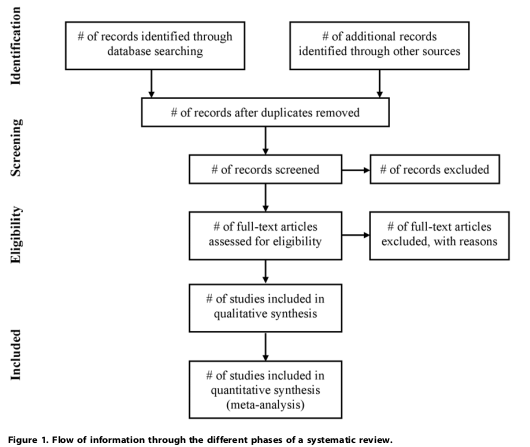 Identification
# of records identified through
database searching
# of additional records
identified through other sources
# of records after duplicates removed
Screening
# of records screened
# of records excluded
Eligibility
# of full-text articles
assessed for eligibility
# of full-text articles
excluded, with reasons
# of studies included in
qualitative synthesis
Included
# of studies included in
quantitative synthesis
(meta-analysis)
Figure 1. Flow of information through the different phases of a systematic review.